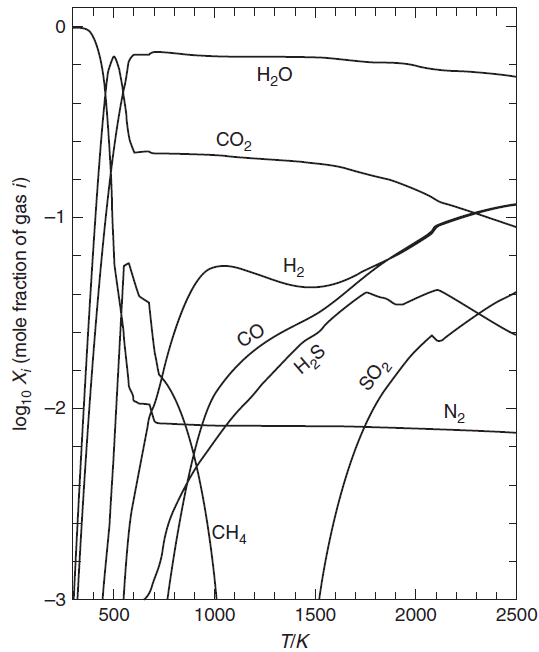 0
H₂O
CO₂
−1
H₂
CO
H₂S
SO₂
−2
N₂
CH₄
−3
500
1000
1500
2000
2500
T/K
log₁₀ Xᵢ (mole fraction of gas i)